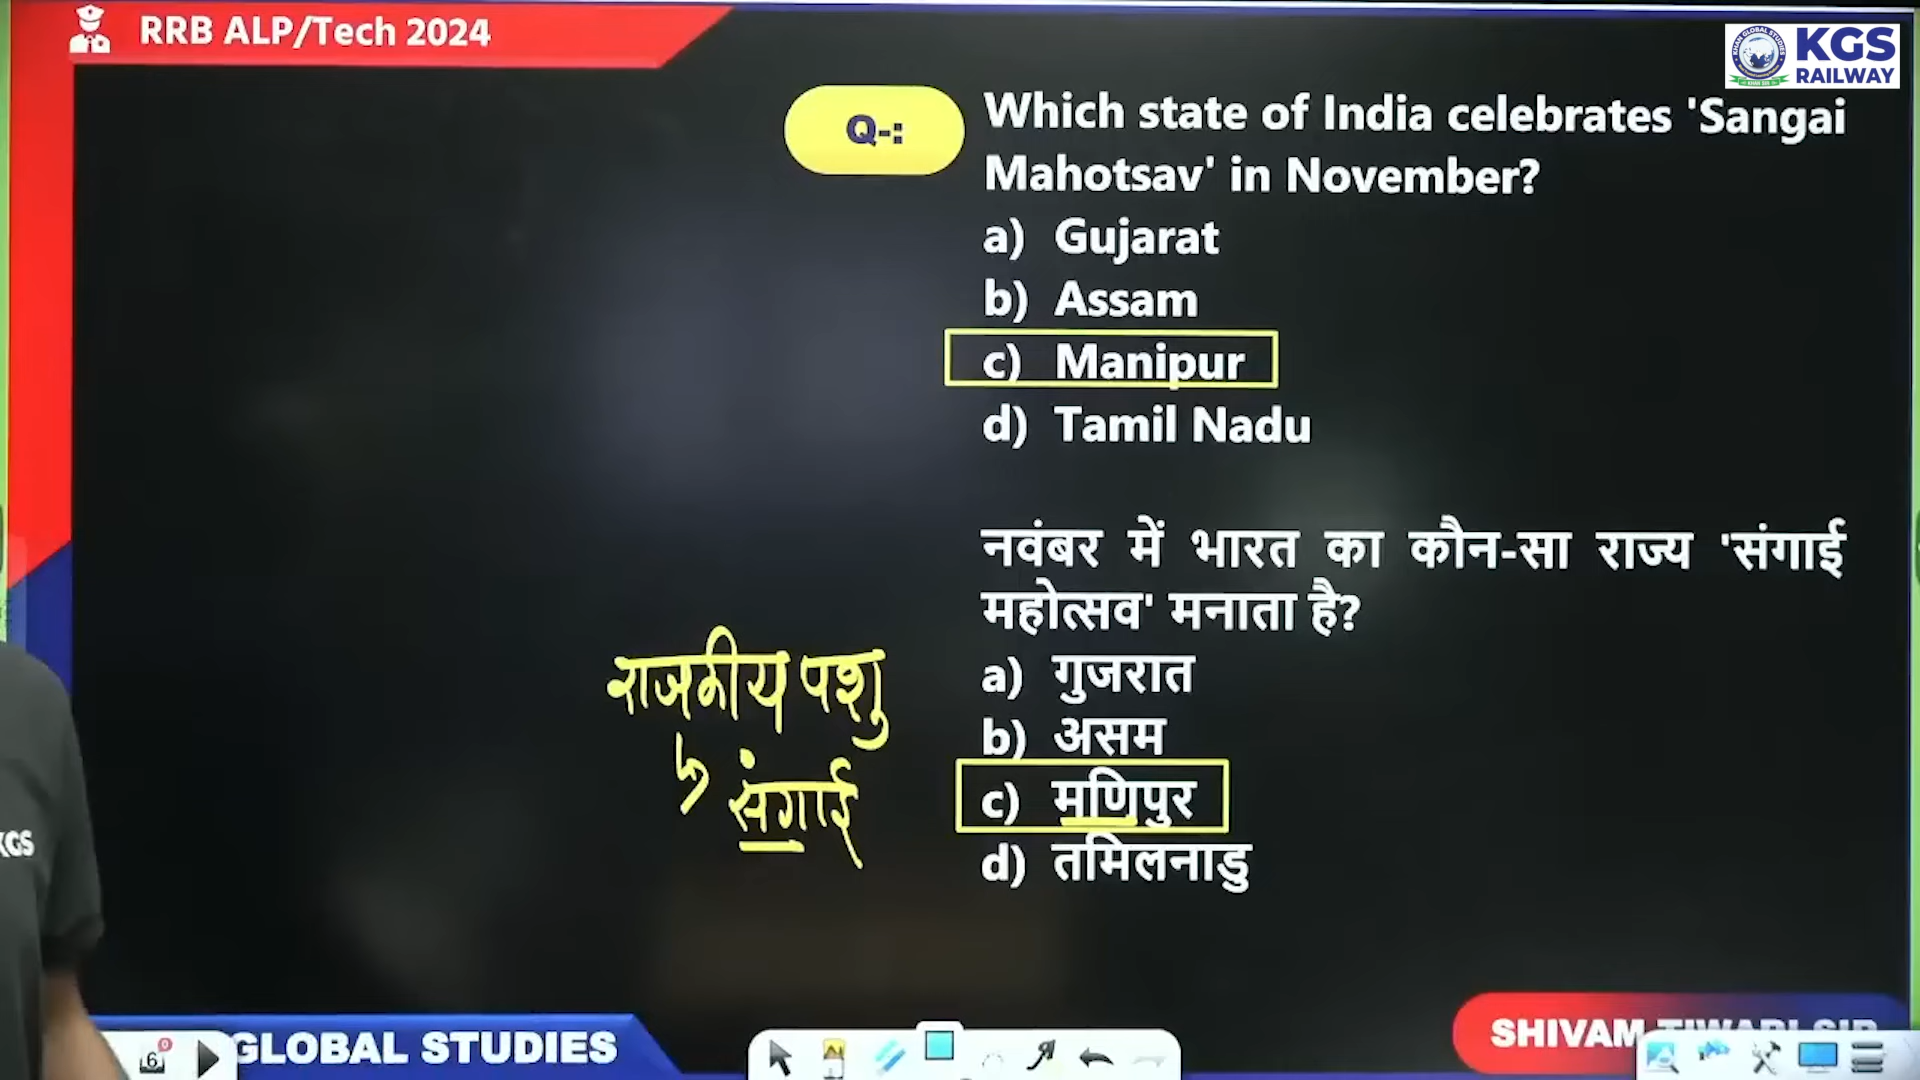 RRB ALP/Tech 2024
KGS
RAILWAY
Q-:
Which state of India celebrates 'Sangai
Mahotsav' in November?
a) Gujarat
b) Assam
c) Manipur
d) Tamil Nadu
नवंबर में भारत का कौन-सा राज्य 'संगाई
महोत्सव' मनाता है?
a) गुजरात
b) असम
c) मणिपुर
d) तमिलनाडु
राजकीय पशु
संगाई
KGS
GLOBAL STUDIES
SHIVAM TIWARI SIR